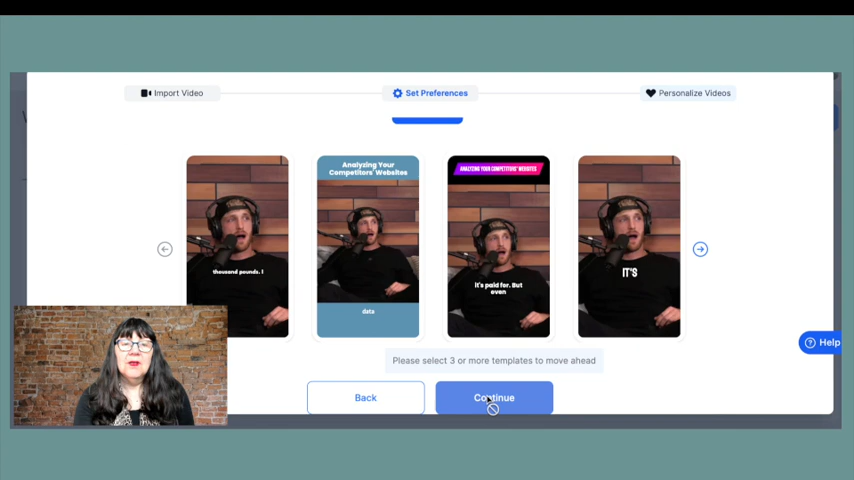 Import Video
Set Preferences
Personalize Videos
thousand pounds. I
Analyzing Your
Competitors' Websites
data
ANALYZING YOUR COMPETITORS' WEBSITES
it's paid for. But
even
IT'S
Help
Please select 3 or more templates to move ahead
Back
Continue